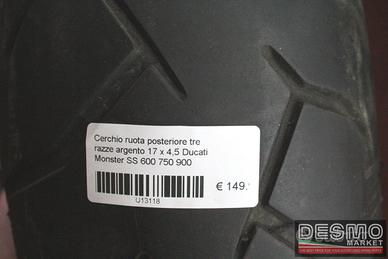 Cerchio ruota posteriore tre
razze argento 17 x 4,5 Ducati
Monster SS 600 750 900
€ 149,-
U13118
DESMO
MARKET